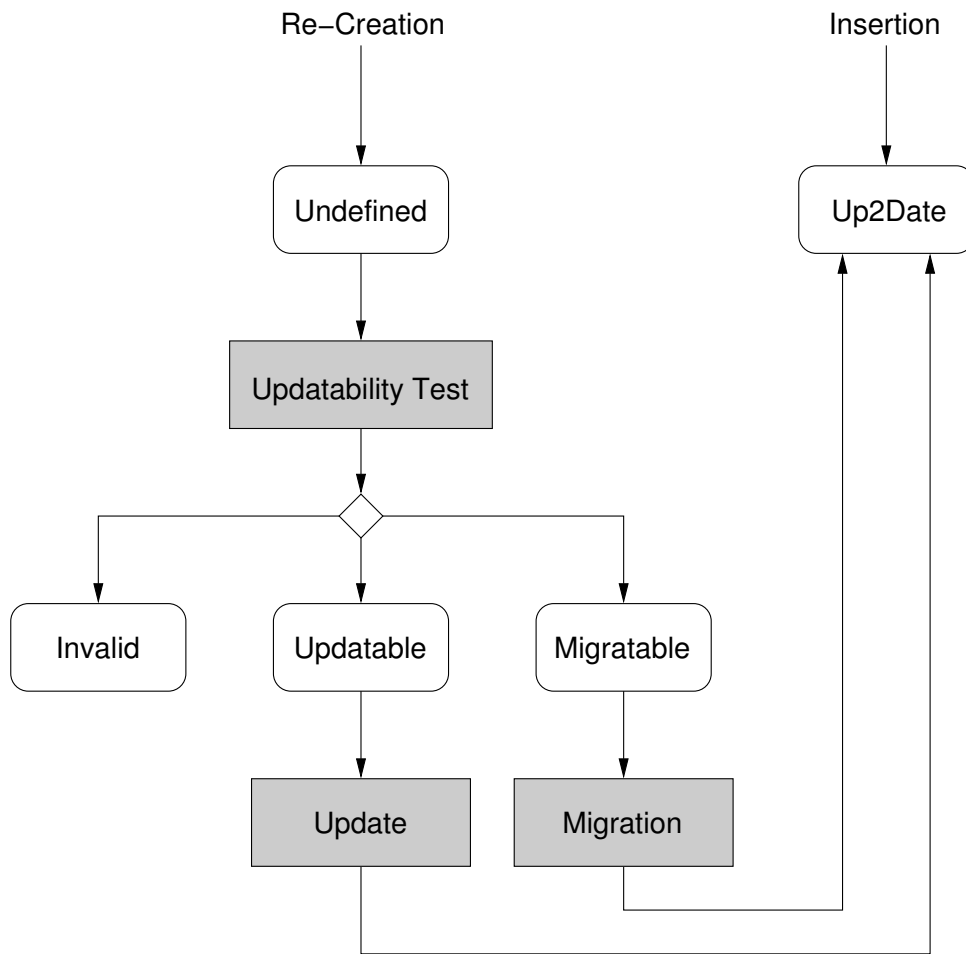 Re−Creation
Insertion
Undefined
Up2Date
Updatability Test
Invalid
Updatable
Migratable
Update
Migration